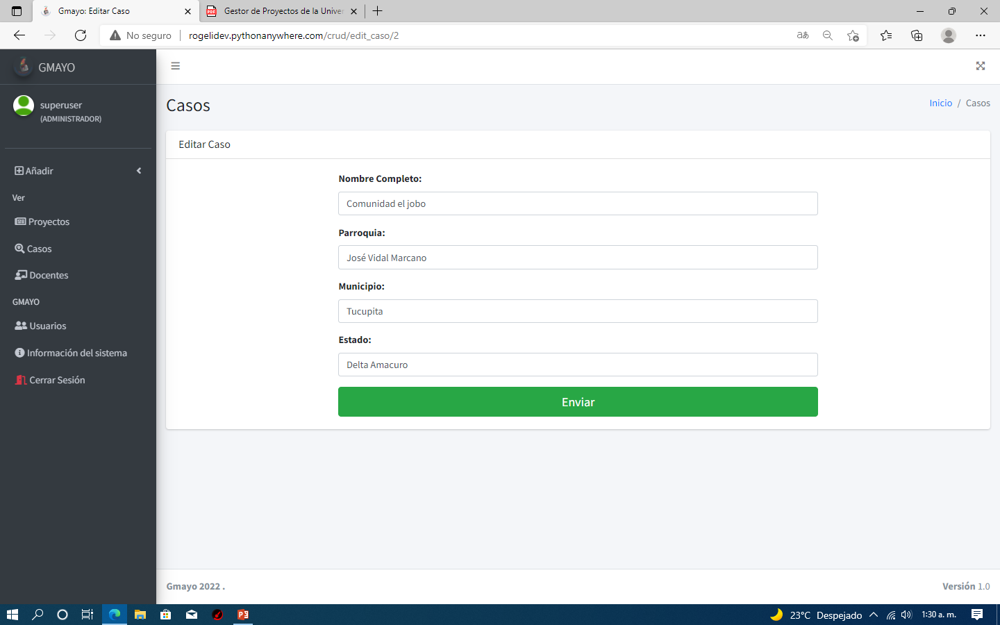 Gmayo: Editar Caso
Gestor de Proyectos de la Univer
No seguro
rogelidev.pythonanywhere.com/crud/edit_caso/2
GMAYO
superuser
(ADMINISTRADOR)
Añadir
Ver
Proyectos
Casos
Docentes
GMAYO
Usuarios
Información del sistema
Cerrar Sesión
Casos
Inicio / Casos
Editar Caso
Nombre Completo:
Comunidad el jobo
Parroquia:
José Vidal Marcano
Municipio:
Tucupita
Estado:
Delta Amacuro
Enviar
Gmayo 2022 .
Versión 1.0
23°C Despejado
1:30 a. m.